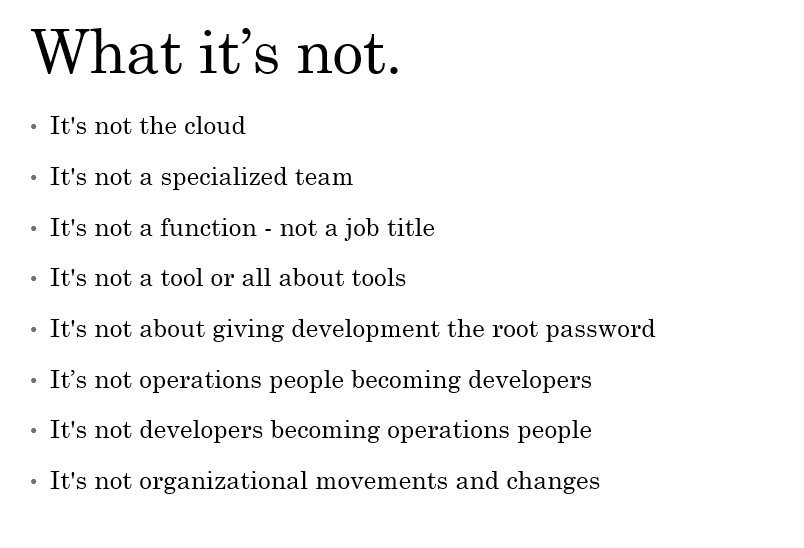 What it’s not.
• It's not the cloud
• It's not a specialized team
• It's not a function - not a job title
• It's not a tool or all about tools
• It's not about giving development the root password
• It’s not operations people becoming developers
• It's not developers becoming operations people
• It's not organizational movements and changes